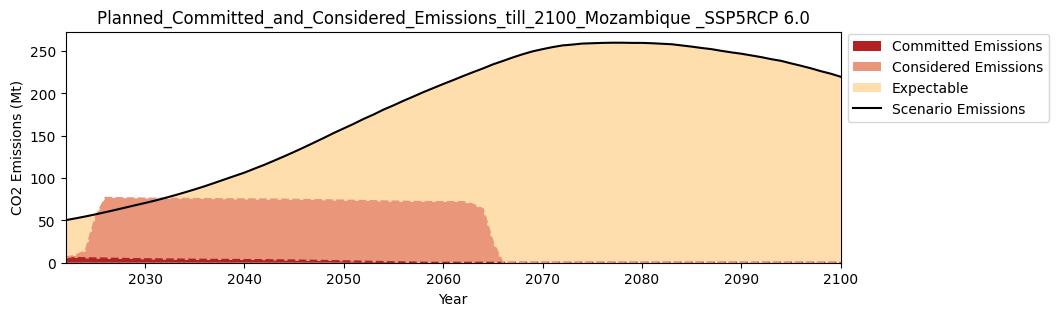 Planned_Committed_and_Considered_Emissions_till_2100_Mozambique _SSP5RCP 6.0
Committed Emissions
Considered Emissions
Expectable
Scenario Emissions
CO2 Emissions (Mt)
250
200
150
100
50
0
2030 2040 2050 2060 2070 2080 2090 2100
Year